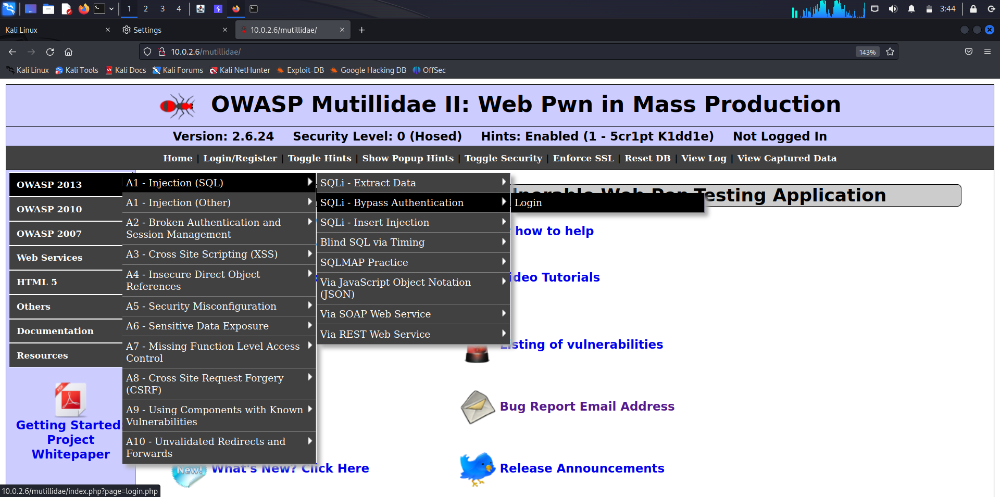 1 2 3 4 3:44
Kali Linux Settings 10.0.2.6/mutillidae/
10.0.2.6/mutillidae/ 143%
Kali Linux Kali Tools Kali Docs Kali Forums Kali NetHunter Exploit-DB Google Hacking DB OffSec
OWASP Mutillidae II: Web Pwn in Mass Production
Version: 2.6.24 Security Level: 0 (Hosed) Hints: Enabled (1 - 5cr1pt K1dd1e) Not Logged In
Home | Login/Register | Toggle Hints | Show Popup Hints | Toggle Security | Enforce SSL | Reset DB | View Log | View Captured Data
OWASP 2013
OWASP 2010
OWASP 2007
Web Services
HTML 5
Others
Documentation
Resources
Getting Started:
Project
Whitepaper
A1 - Injection (SQL)
A1 - Injection (Other)
A2 - Broken Authentication and
Session Management
A3 - Cross Site Scripting (XSS)
A4 - Insecure Direct Object
References
A5 - Security Misconfiguration
A6 - Sensitive Data Exposure
A7 - Missing Function Level Access
Control
A8 - Cross Site Request Forgery
(CSRF)
A9 - Using Components with Known
Vulnerabilities
A10 - Unvalidated Redirects and
Forwards
SQLi - Extract Data
SQLi - Bypass Authentication
SQLi - Insert Injection
Blind SQL via Timing
SQLMAP Practice
Via JavaScript Object Notation
(JSON)
Via SOAP Web Service
Via REST Web Service
Login
Testing Application
how to help
Tutorials
Listing of vulnerabilities
Bug Report Email Address
New! What's New? Click Here
Release Announcements
10.0.2.6/mutillidae/index.php?page=login.php